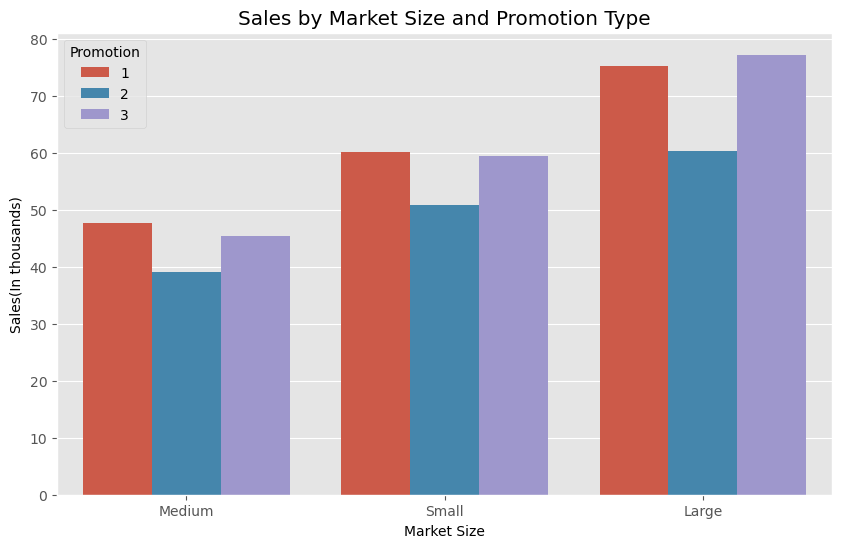 Sales by Market Size and Promotion Type
Promotion
1
2
3
Sales(In thousands)
80
70
60
50
40
30
20
10
0
Medium Small Large
Market Size